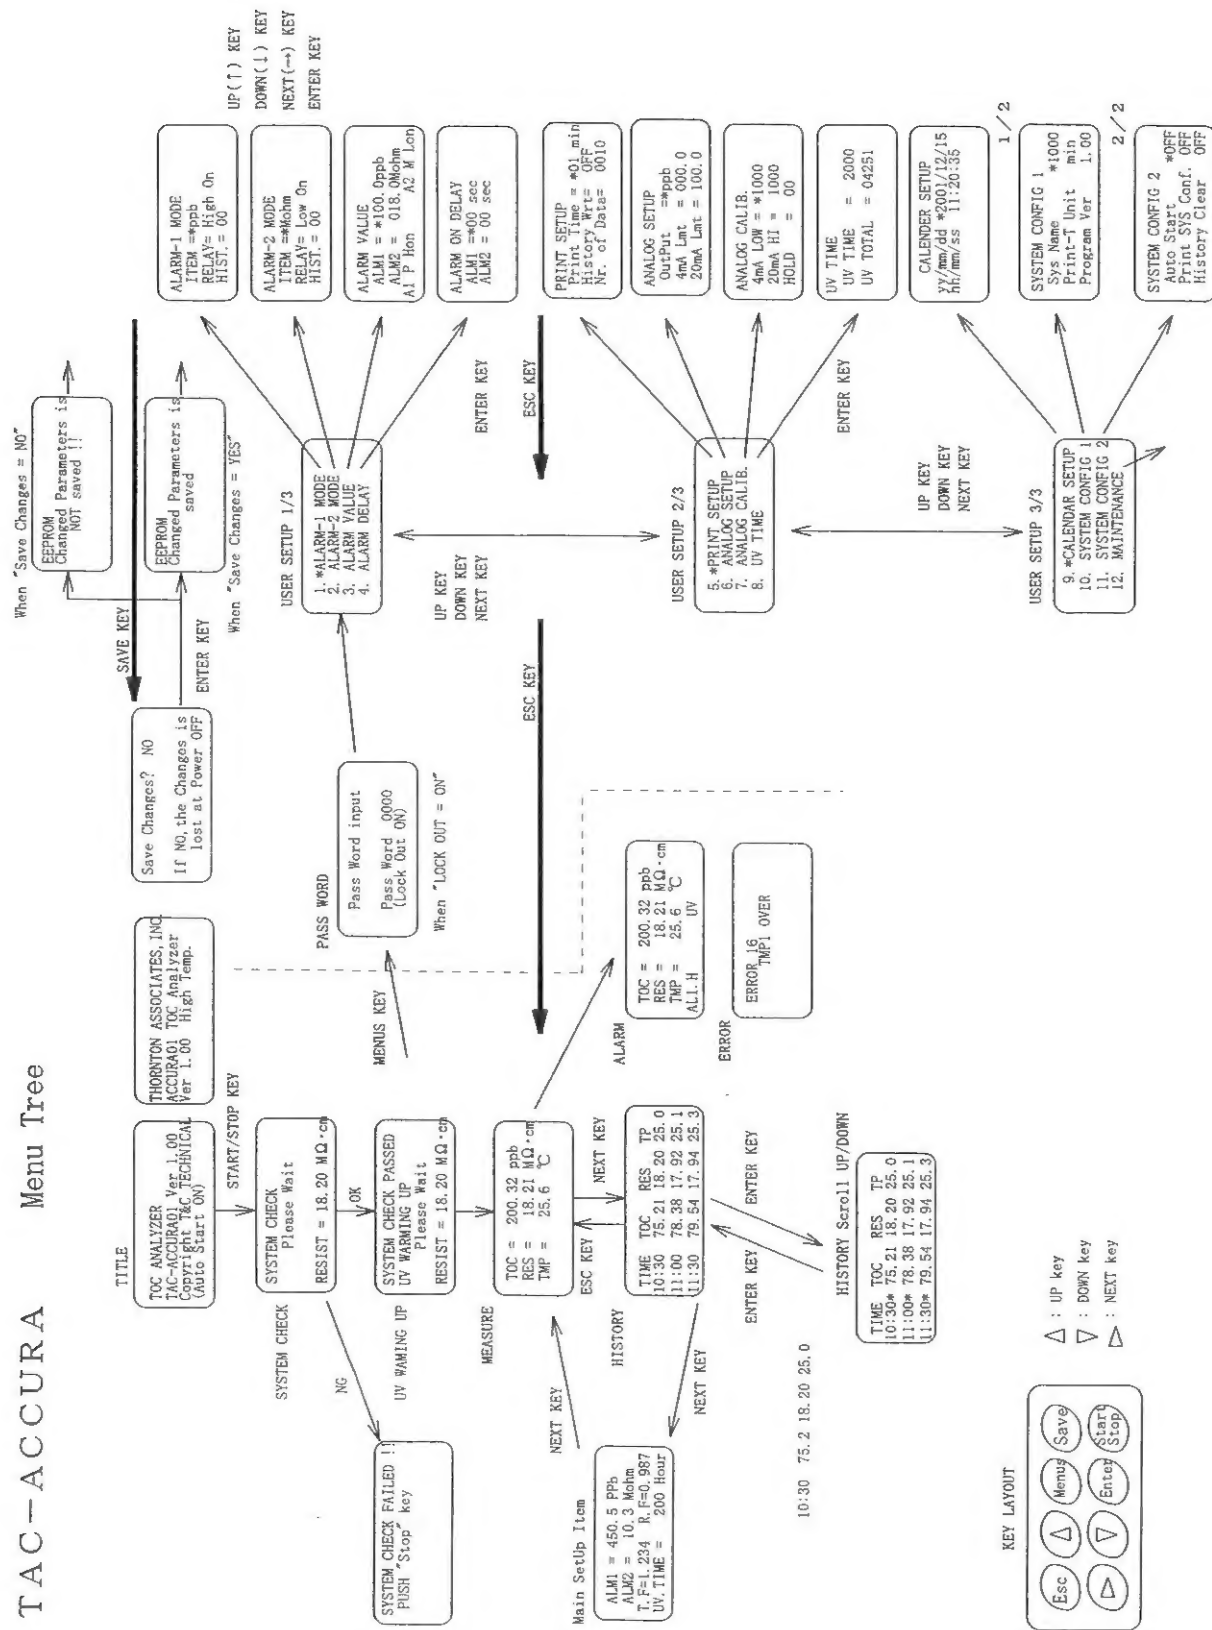 TAC-ACCURA Menu Tree
TITLE
TOC ANALYZER
TAC-ACCURA01 Ver 1.00
Copyright T&C TECHNICAL
(Auto Start ON)
THORNTON ASSOCIATES, INC.
ACCURA01 TOC Analyzer
Ver 1.00 High Temp.
START/STOP KEY
SYSTEM CHECK
SYSTEM CHECK
Please Wait
RESIST = 18.20 MΩ·cm
NG
OK
SYSTEM CHECK FAILED !!
PUSH "Stop" key
UV WAMING UP
SYSTEM CHECK PASSED
UV WARMING UP
Please Wait
RESIST = 18.20 MΩ·cm
MENUS KEY
MEASURE
TOC = 200.32 ppb
RES = 18.21 MΩ·cm
TMP = 25.6 ℃
NEXT KEY
ESC KEY
NEXT KEY
Main SetUp Item
ALM1 = 450.5 PPb
ALM2 = 10.3 Mohm
T.F=1.234 R.F=0.987
UV.TIME = 200 Hour
HISTORY
TIME TOC RES TP
10:30 75.21 18.20 25.0
11:00 78.38 17.92 25.1
11:30 79.54 17.94 25.3
NEXT KEY
ENTER KEY
ENTER KEY
10:30 75.2 18.20 25.0
HISTORY Scroll UP/DOWN
TIME TOC RES TP
10:30* 75.21 18.20 25.0
11:00* 78.38 17.92 25.1
11:30* 79.54 17.94 25.3
KEY LAYOUT
Esc △ Menus Save
▷ ▽ Enter Start Stop
△ : UP key
▽ : DOWN key
▷ : NEXT key
ALARM
TOC = 200.32 ppb
RES = 18.21 MΩ·cm
TMP = 25.6 ℃
AL1.H UV
ERROR
ERROR 16
TMP1 OVER
PASS WORD
Pass Word input
Pass Word 0000
(Lock Out ON)
When "LOCK OUT = ON"
Save Changes? NO
If NO, the Changes is
lost at Power OFF
SAVE KEY
ENTER KEY
When "Save Changes = NO"
EEPROM
Changed Parameters is
NOT saved !!
EEPROM
Changed Parameters is
saved
When "Save Changes = YES"
USER SETUP 1/3
1.*ALARM-1 MODE
2. ALARM-2 MODE
3. ALARM VALUE
4. ALARM DELAY
UP KEY
DOWN KEY
NEXT KEY
ESC KEY
ENTER KEY
ESC KEY
USER SETUP 2/3
5.*PRINT SETUP
6. ANALOG SETUP
7. ANALOG CALIB.
8. UV TIME
ENTER KEY
UP KEY
DOWN KEY
NEXT KEY
USER SETUP 3/3
9.*CALENDAR SETUP
10. SYSTEM CONFIG 1
11. SYSTEM CONFIG 2
12. MAINTENANCE
ALARM-1 MODE
ITEM =*ppb
RELAY= High On
HIST.= 00
UP(↑) KEY
DOWN(↓) KEY
NEXT(→) KEY
ENTER KEY
ALARM-2 MODE
ITEM =*Mohm
RELAY= Low On
HIST.= 00
ALARM VALUE
ALM1 = *100.0ppb
ALM2 = 018.0Mohm
A1 P Hon A2 M Lon
ALARM ON DELAY
ALM1 =*00 sec
ALM2 = 00 sec
PRINT SETUP
Print Time = *01 min
History Wrt= OFF
Nr. of Data= 0010
ANALOG SETUP
OutPut =*ppb
4mA Lmt = 000.0
20mA Lmt = 100.0
ANALOG CALIB.
4mA LOW = *1000
20mA HI = 1000
HOLD = 00
UV TIME
UV TIME = 2000
UV TOTAL = 04251
CALENDER SETUP
yy/mm/dd *2001/12/15
hh/mm/ss 11:20:35
1/2
SYSTEM CONFIG 1
Sys Name *1000
Print-T Unit min
Program Ver 1.00
2/2
SYSTEM CONFIG 2
Auto Start *OFF
Print SYS Conf. OFF
History Clear OFF